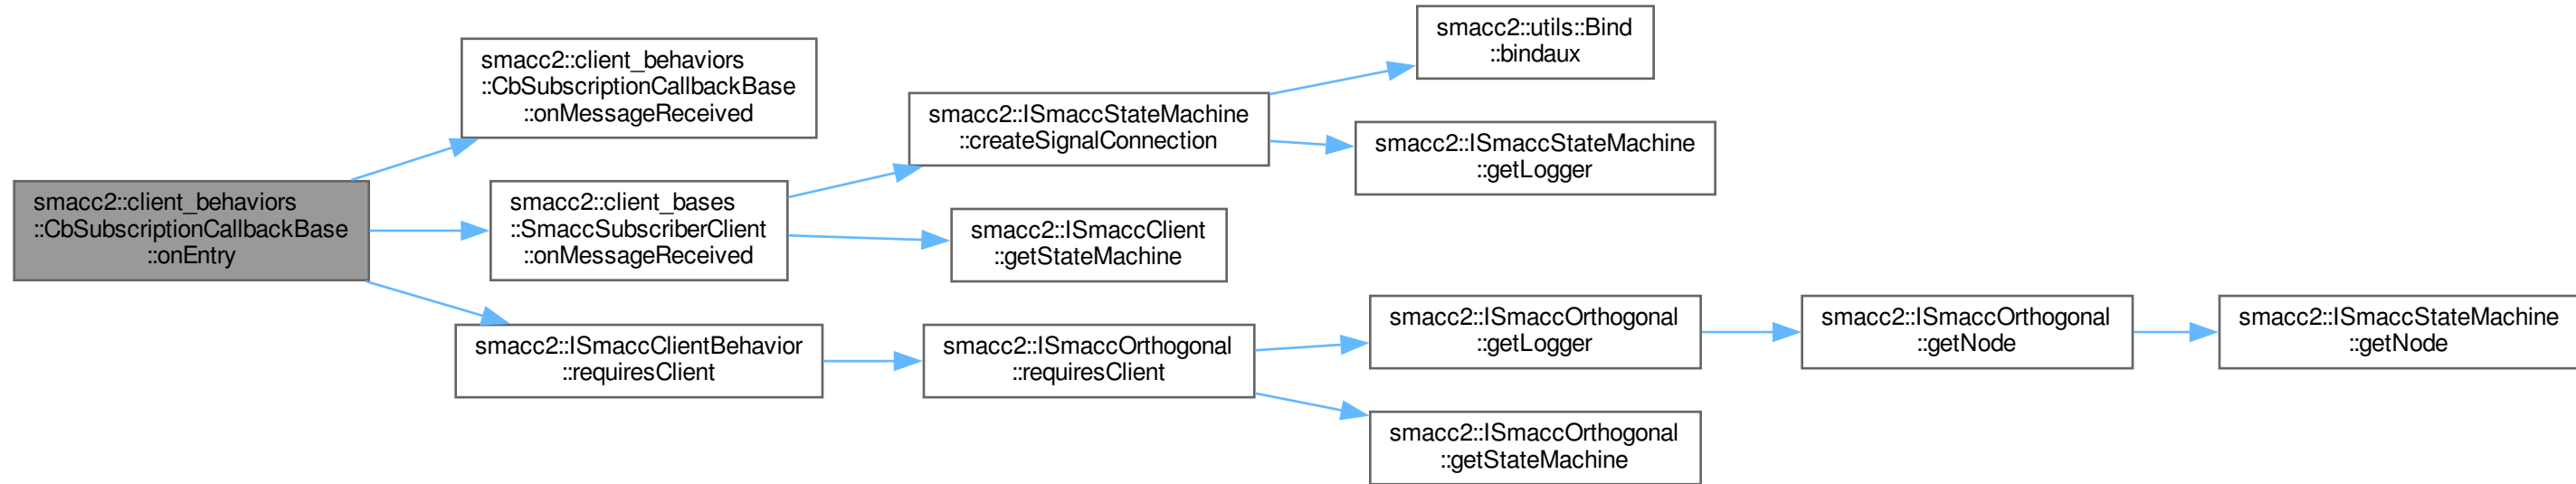 smacc2::client_behaviors
::CbSubscriptionCallbackBase
::onEntry
smacc2::client_behaviors
::CbSubscriptionCallbackBase
::onMessageReceived
smacc2::client_bases
::SmaccSubscriberClient
::onMessageReceived
smacc2::ISmaccClientBehavior
::requiresClient
smacc2::ISmaccStateMachine
::createSignalConnection
smacc2::ISmaccClient
::getStateMachine
smacc2::ISmaccOrthogonal
::requiresClient
smacc2::utils::Bind
::bindaux
smacc2::ISmaccStateMachine
::getLogger
smacc2::ISmaccOrthogonal
::getLogger
smacc2::ISmaccOrthogonal
::getStateMachine
smacc2::ISmaccOrthogonal
::getNode
smacc2::ISmaccStateMachine
::getNode